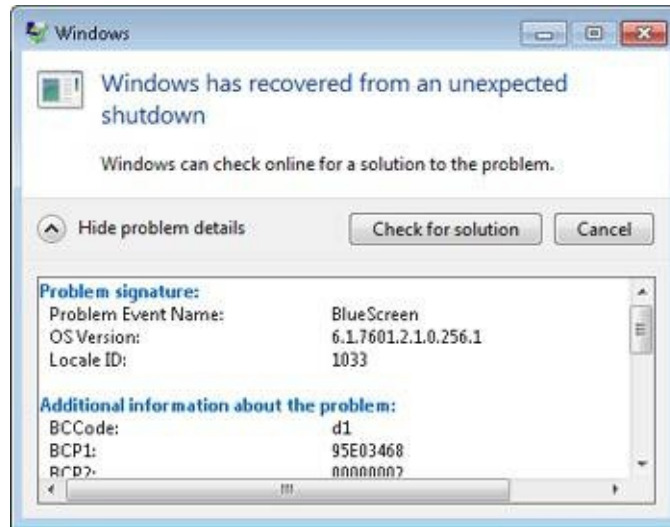 Windows
Windows has recovered from an unexpected
shutdown
Windows can check online for a solution to the problem.
Hide problem details
Check for solution
Cancel
Problem signature:
Problem Event Name: BlueScreen
OS Version: 6.1.7601.2.1.0.256.1
Locale ID: 1033
Additional information about the problem:
BCCode: d1
BCP1: 95E03468
BCP2: 00000002